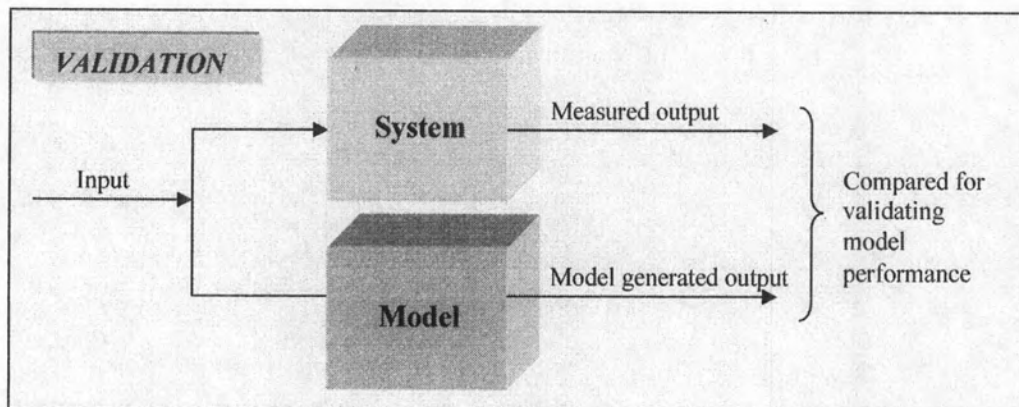 VALIDATION
System
Measured output
Input
Compared for
validating
model
performance
Model generated output
Model